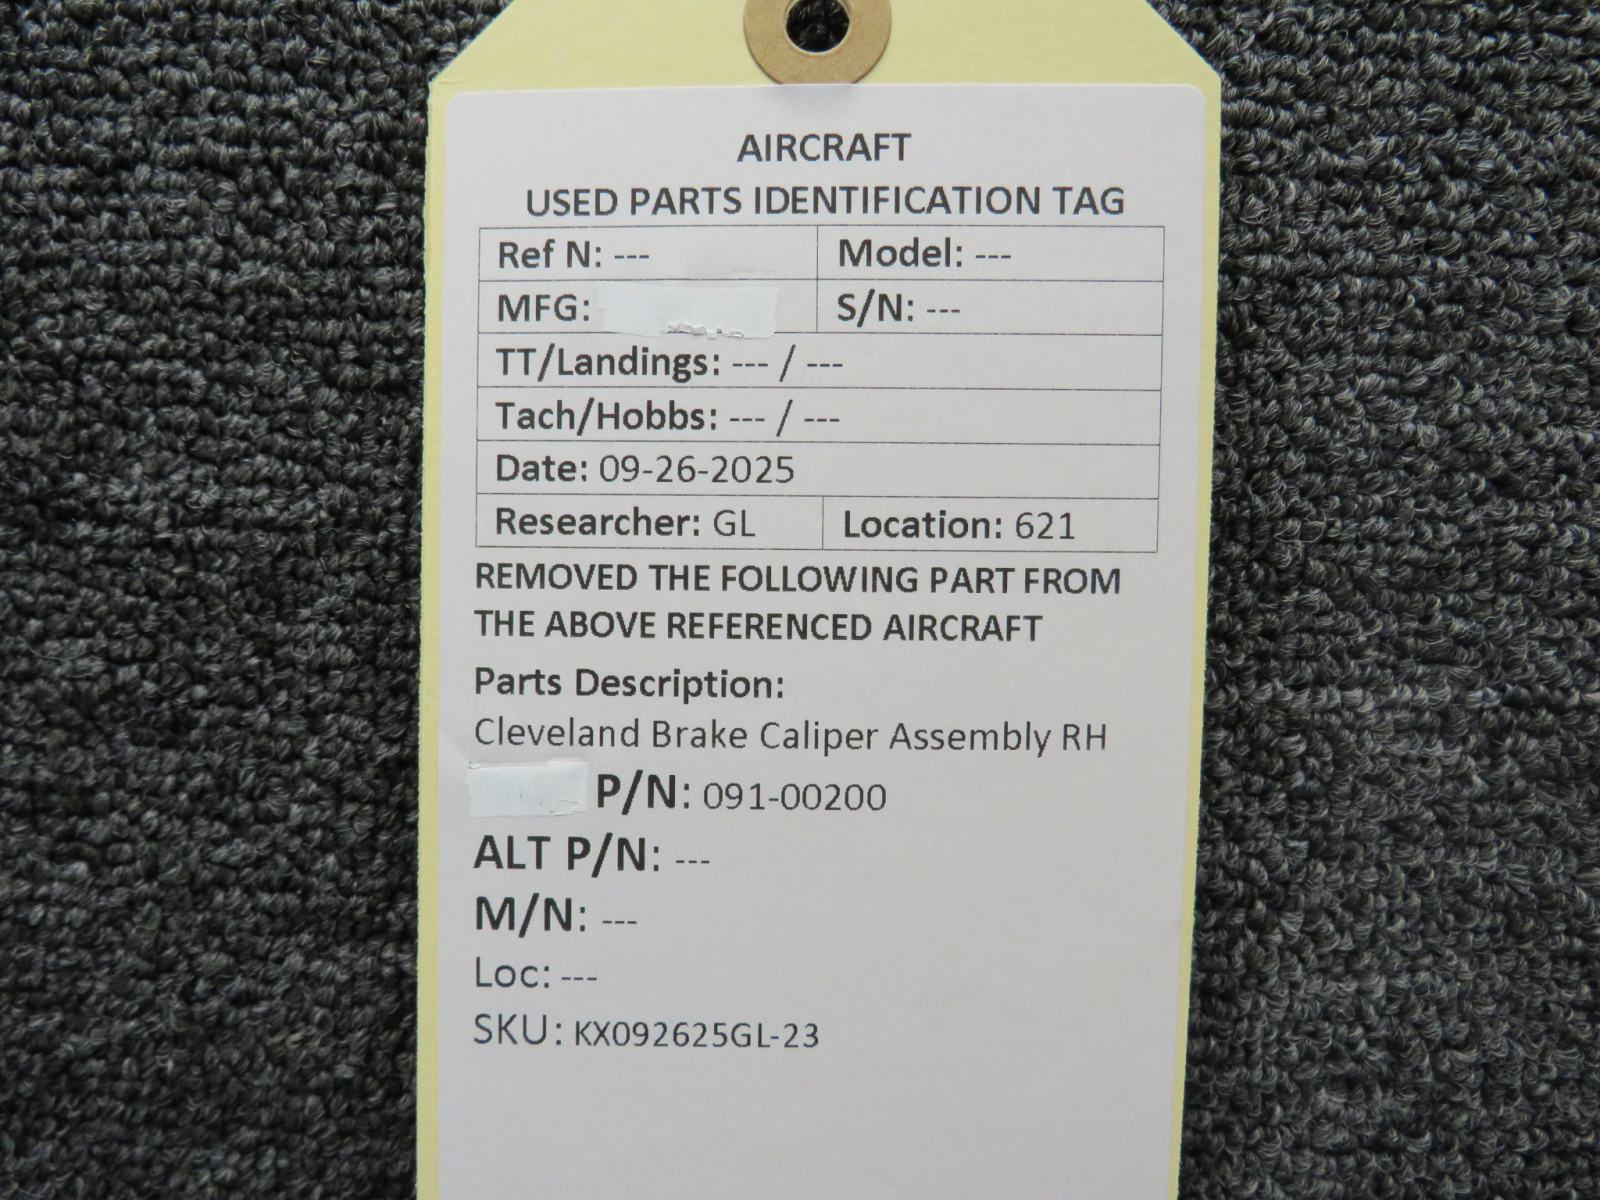 AIRCRAFT
USED PARTS IDENTIFICATION TAG
Ref N: --- Model: ---
MFG: S/N: ---
TT/Landings: --- / ---
Tach/Hobbs: --- / ---
Date: 09-26-2025
Researcher: GL Location: 621
REMOVED THE FOLLOWING PART FROM
THE ABOVE REFERENCED AIRCRAFT
Parts Description:
Cleveland Brake Caliper Assembly RH
P/N: 091-00200
ALT P/N: ---
M/N: ---
Loc: ---
SKU: KX092625GL-23